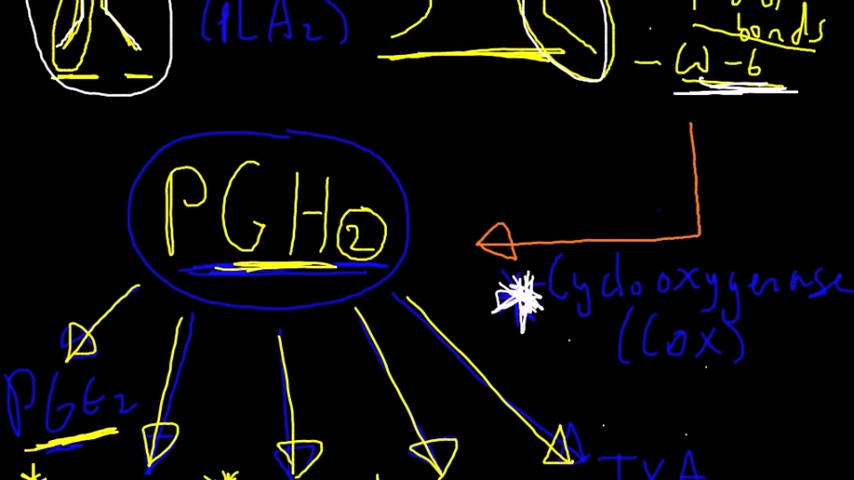 (PLA₂)
bonds
- ω-6
PGH₂
- Cyclooxygenase
(COX)
PGE₂
TXA